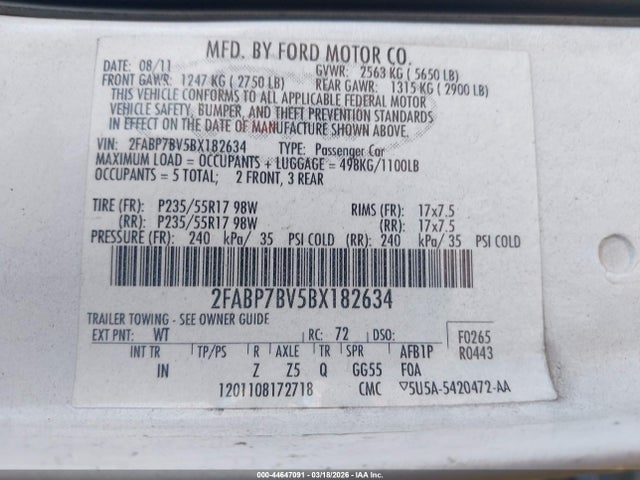 MFD. BY FORD MOTOR CO.
DATE: 08/11 GVWR: 2563 KG ( 5650 LB)
FRONT GAWR: 1247 KG ( 2750 LB) REAR GAWR: 1315 KG ( 2900 LB)
THIS VEHICLE CONFORMS TO ALL APPLICABLE FEDERAL MOTOR
VEHICLE SAFETY, BUMPER, AND THEFT PREVENTION STANDARDS
IN EFFECT ON THE DATE OF MANUFACTURE SHOWN ABOVE.
VIN: 2FABP7BV5BX182634 TYPE: Passenger Car
MAXIMUM LOAD = OCCUPANTS + LUGGAGE = 498KG/1100LB
OCCUPANTS = 5 TOTAL; 2 FRONT, 3 REAR
TIRE (FR): P235/55R17 98W RIMS (FR): 17x7.5
(RR): P235/55R17 98W (RR): 17x7.5
PRESSURE (FR): 240 kPa/ 35 PSI COLD (RR): 240 kPa/ 35 PSI COLD
2FABP7BV5BX182634
TRAILER TOWING - SEE OWNER GUIDE
EXT PNT: WT RC: 72 DSO: F0265
INT TR TP/PS R AXLE TR SPR AFB1P R0443
IN Z Z5 Q GG55 FOA
1201108172718 CMC ▽5U5A-5420472-AA
000-44647091 | 03/18/2026 - IAA Holdings, LLC.